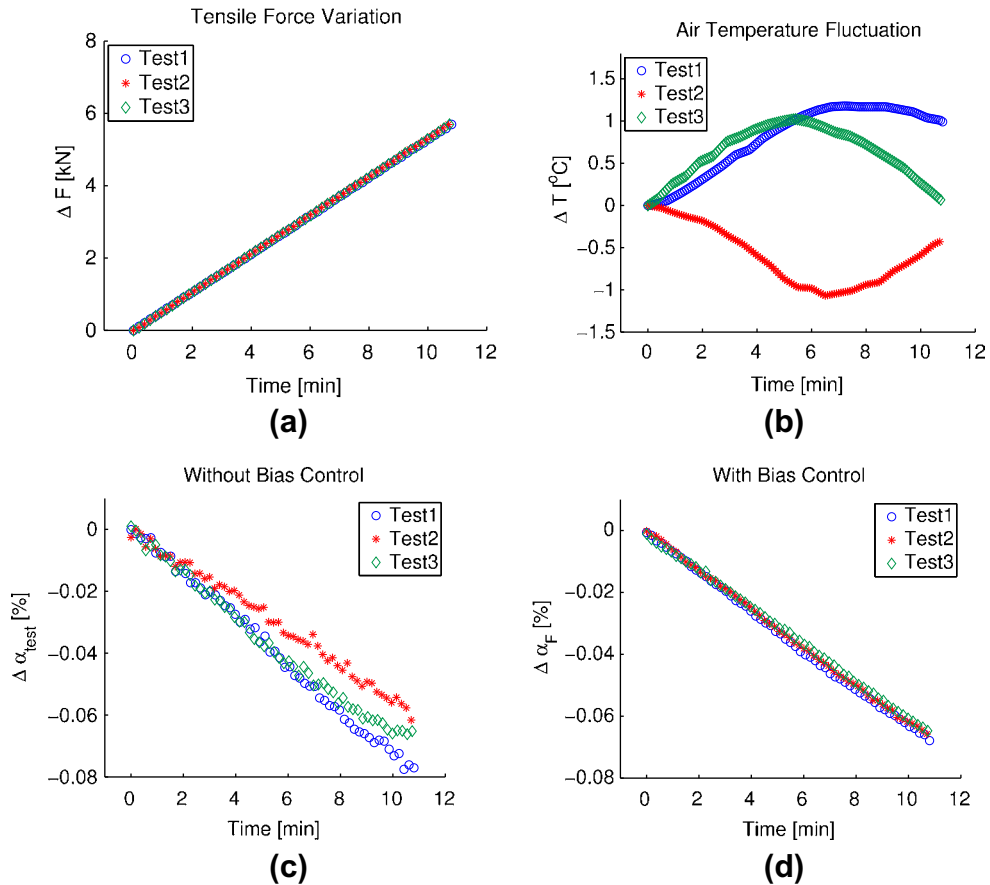 Tensile Force Variation
8
6
4
2
0
Δ F [kN]
Test1
Test2
Test3
0 2 4 6 8 10 12
Time [min]
(a)
Air Temperature Fluctuation
1.5
1
0.5
0
−0.5
−1
−1.5
Δ T [°C]
Test1
Test2
Test3
0 2 4 6 8 10 12
Time [min]
(b)
Without Bias Control
0
−0.02
−0.04
−0.06
−0.08
Δ α_test [%]
Test1
Test2
Test3
0 2 4 6 8 10 12
Time [min]
(c)
With Bias Control
0
−0.02
−0.04
−0.06
−0.08
Δ α_F [%]
Test1
Test2
Test3
0 2 4 6 8 10 12
Time [min]
(d)